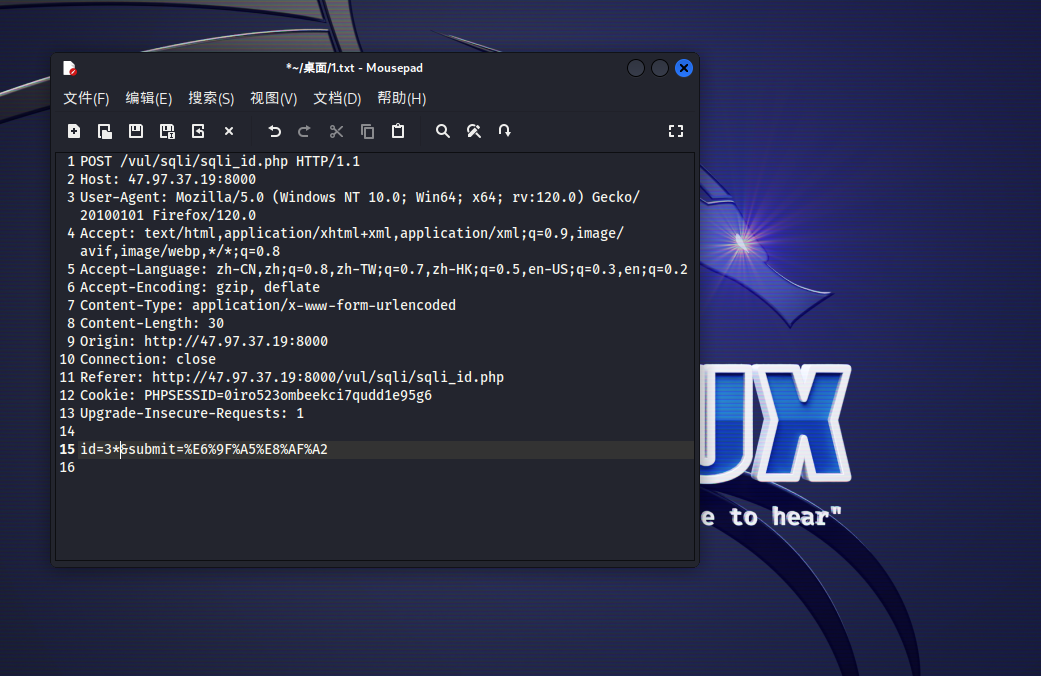 *~/桌面/1.txt - Mousepad
文件(F) 编辑(E) 搜索(S) 视图(V) 文档(D) 帮助(H)
1 POST /vul/sqli/sqli_id.php HTTP/1.1
2 Host: 47.97.37.19:8000
3 User-Agent: Mozilla/5.0 (Windows NT 10.0; Win64; x64; rv:120.0) Gecko/
20100101 Firefox/120.0
4 Accept: text/html,application/xhtml+xml,application/xml;q=0.9,image/
avif,image/webp,*/*;q=0.8
5 Accept-Language: zh-CN,zh;q=0.8,zh-TW;q=0.7,zh-HK;q=0.5,en-US;q=0.3,en;q=0.2
6 Accept-Encoding: gzip, deflate
7 Content-Type: application/x-www-form-urlencoded
8 Content-Length: 30
9 Origin: http://47.97.37.19:8000
10 Connection: close
11 Referer: http://47.97.37.19:8000/vul/sqli/sqli_id.php
12 Cookie: PHPSESSID=0iro523ombeekci7qudd1e95g6
13 Upgrade-Insecure-Requests: 1
14
15 id=3*&submit=%E6%9F%A5%E8%AF%A2
16
UX
e to hear"